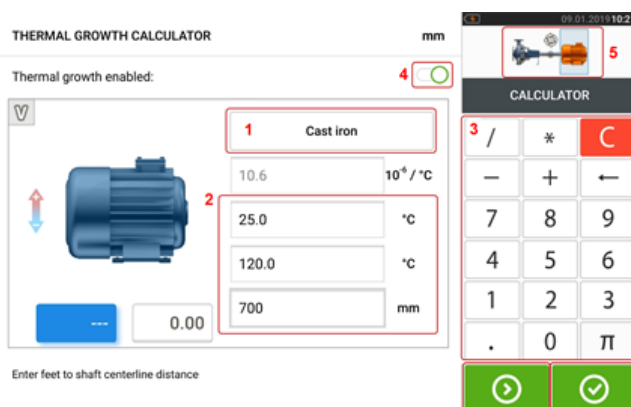 09.01.2019 10:2
THERMAL GROWTH CALCULATOR
mm
5
Thermal growth enabled:
4
CALCULATOR
V
1
Cast iron
3
/
*
C
10.6
10⁻⁶ / °C
−
+
←
2
25.0
°C
7
8
9
120.0
°C
4
5
6
700
mm
1
2
3
---
0.00
.
0
π
Enter feet to shaft centerline distance